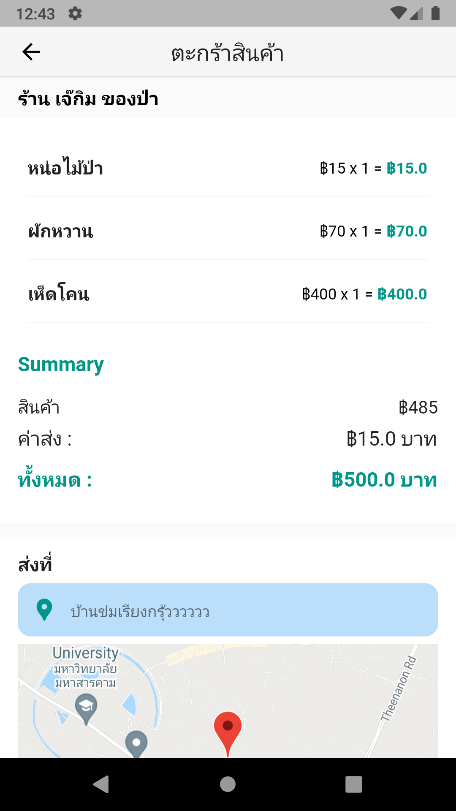 12:43
ตะกร้าสินค้า
ร้าน เจ๊กิม ของป่า
หน่อไม้ป่า ฿15 x 1 = ฿15.0
ผักหวาน ฿70 x 1 = ฿70.0
เห็ดโคน ฿400 x 1 = ฿400.0
Summary
สินค้า ฿485
ค่าส่ง : ฿15.0 บาท
ทั้งหมด : ฿500.0 บาท
ส่งที่
บ้านข่มเรียงกรุ้วววววว
University
มหาวิทยาลัย
มหาสารคาม
Theenanon Rd